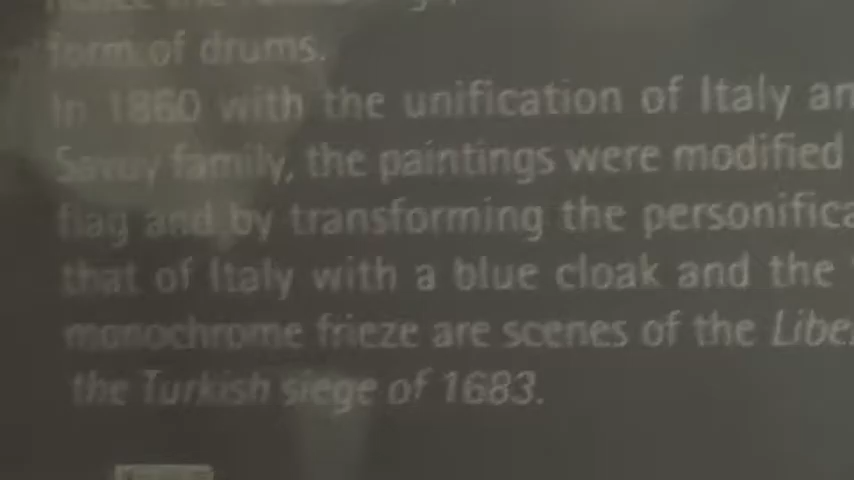 form of drums.
In 1860 with the unification of Italy an
Savoy family, the paintings were modified
flag and by transforming the personifica
that of Italy with a blue cloak and the
monochrome frieze are scenes of the Libe
the Turkish siege of 1683.